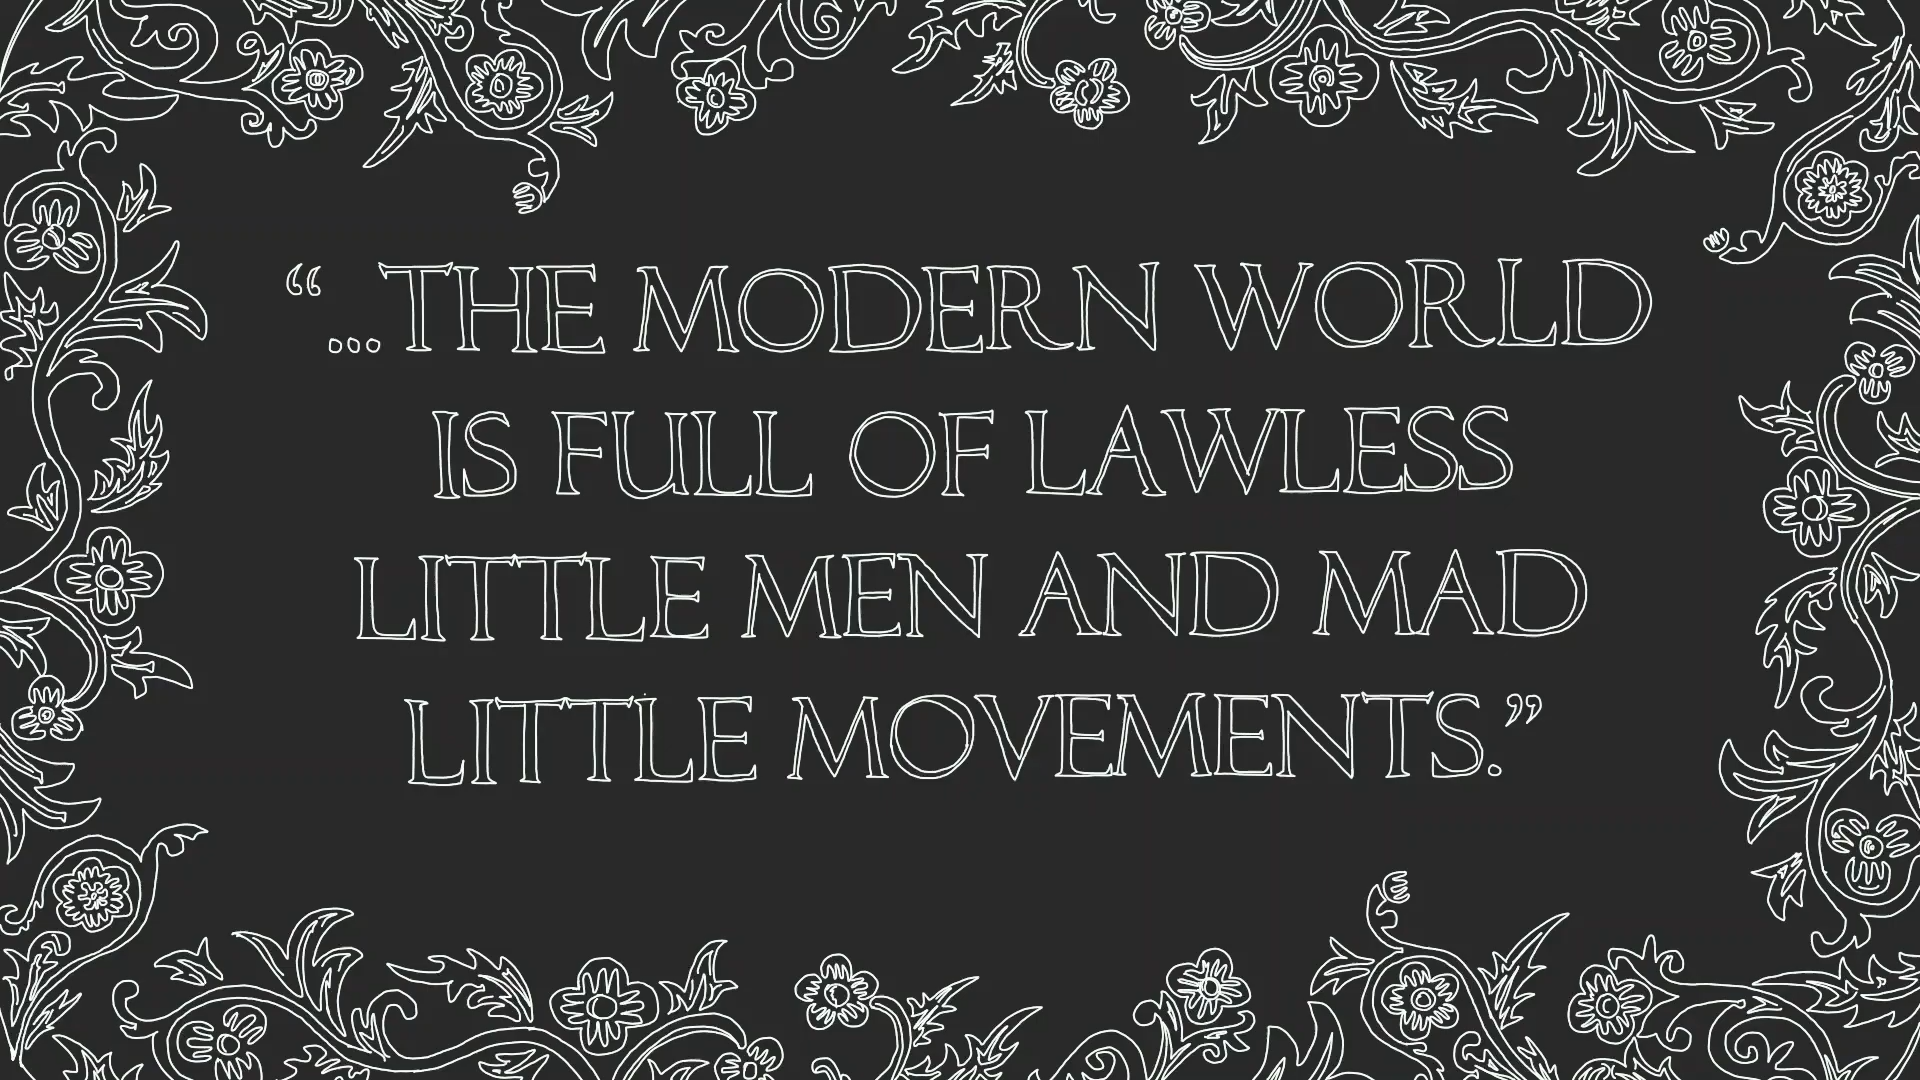 “...THE MODERN WORLD
IS FULL OF LAWLESS
LITTLE MEN AND MAD
LITTLE MOVEMENTS.”